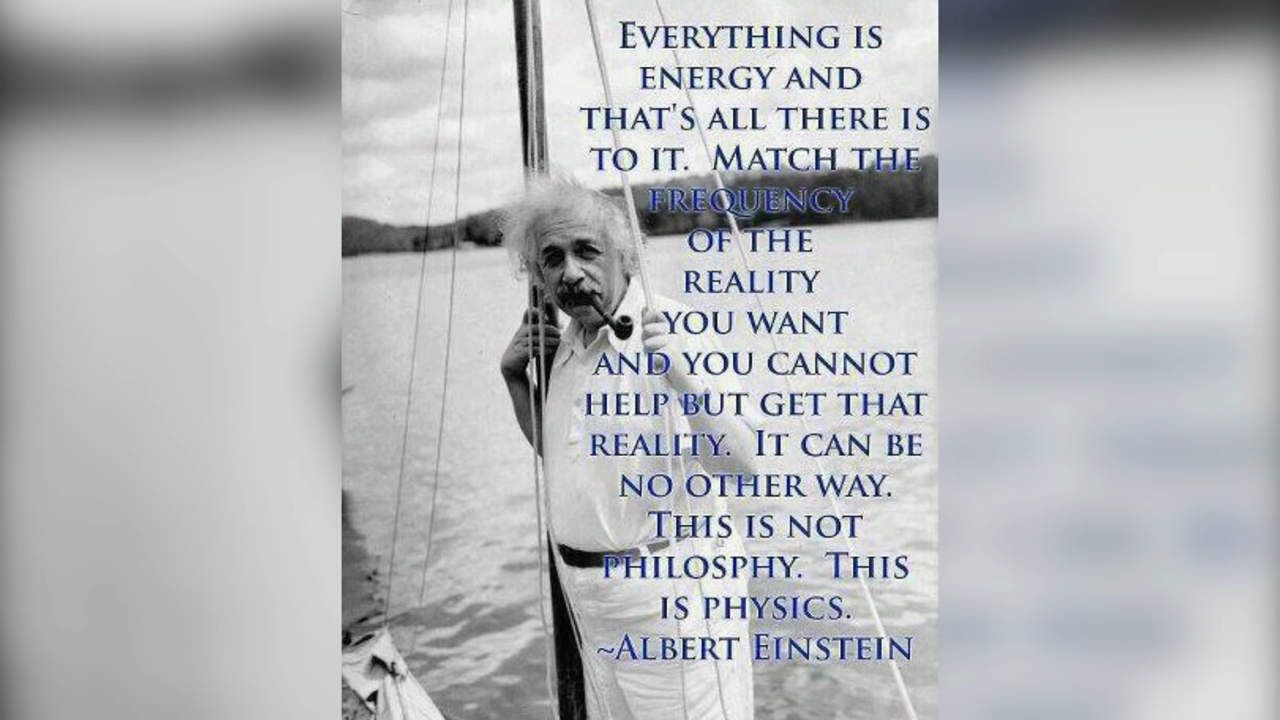 Everything is
energy and
that's all there is
to it. Match the
frequency
of the
reality
you want
and you cannot
help but get that
reality. It can be
no other way.
This is not
philosphy. This
is physics.
~Albert Einstein